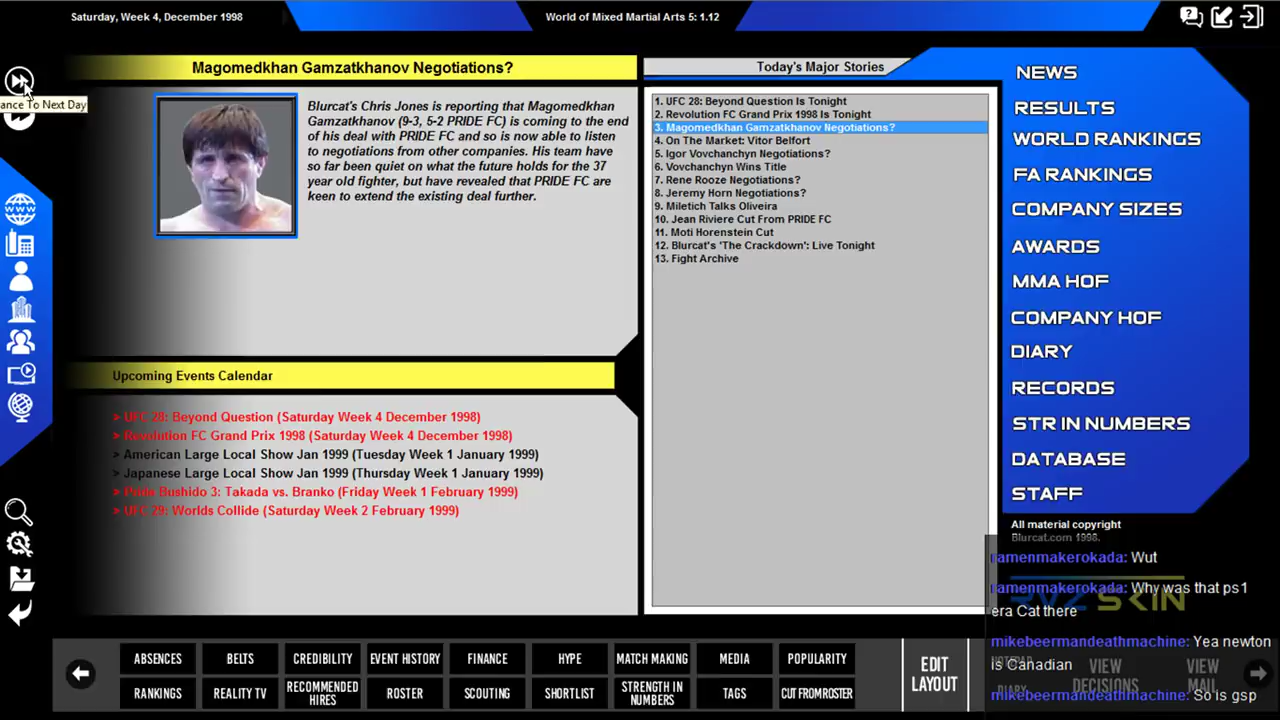 Saturday, Week 4, December 1998
World of Mixed Martial Arts 5: 1.12
Magomedkhan Gamzatkhanov Negotiations?
ance To Next Day
Blurcat's Chris Jones is reporting that Magomedkhan
Gamzatkhanov (9-3, 5-2 PRIDE FC) is coming to the end
of his deal with PRIDE FC and so is now able to listen
to negotiations from other companies. His team have
so far been quiet on what the future holds for the 37
year old fighter, but have revealed that PRIDE FC are
keen to extend the existing deal further.
Today's Major Stories
1. UFC 28: Beyond Question Is Tonight
2. Revolution FC Grand Prix 1998 Is Tonight
3. Magomedkhan Gamzatkhanov Negotiations?
4. On The Market: Vitor Belfort
5. Igor Vovchanchyn Negotiations?
6. Vovchanchyn Wins Title
7. Rene Rooze Negotiations?
8. Jeremy Horn Negotiations?
9. Miletich Talks Oliveira
10. Jean Riviere Cut From PRIDE FC
11. Moti Horenstein Cut
12. Blurcat's 'The Crackdown': Live Tonight
13. Fight Archive
NEWS
RESULTS
WORLD RANKINGS
FA RANKINGS
COMPANY SIZES
AWARDS
MMA HOF
COMPANY HOF
DIARY
RECORDS
STR IN NUMBERS
DATABASE
STAFF
All material copyright
Blurcat.com 1998.
Upcoming Events Calendar
> UFC 28: Beyond Question (Saturday Week 4 December 1998)
> Revolution FC Grand Prix 1998 (Saturday Week 4 December 1998)
> American Large Local Show Jan 1999 (Tuesday Week 1 January 1999)
> Japanese Large Local Show Jan 1999 (Thursday Week 1 January 1999)
> Pride Bushido 3: Takada vs. Branko (Friday Week 1 February 1999)
> UFC 29: Worlds Collide (Saturday Week 2 February 1999)
ramenmakerokada: Wut
ramenmakerokada: Why was that ps1
era Cat there
SKIN
mikebeermandeathmachine: Yea newton
is Canadian
mikebeermandeathmachine: So is gsp
ABSENCES
BELTS
CREDIBILITY
EVENT HISTORY
FINANCE
HYPE
MATCH MAKING
MEDIA
POPULARITY
RANKINGS
REALITY TV
RECOMMENDED
HIRES
ROSTER
SCOUTING
SHORTLIST
STRENGTH IN
NUMBERS
TAGS
CUT FROM ROSTER
EDIT
LAYOUT
DIARY
VIEW
DECISIONS
VIEW
MAIL
WWW